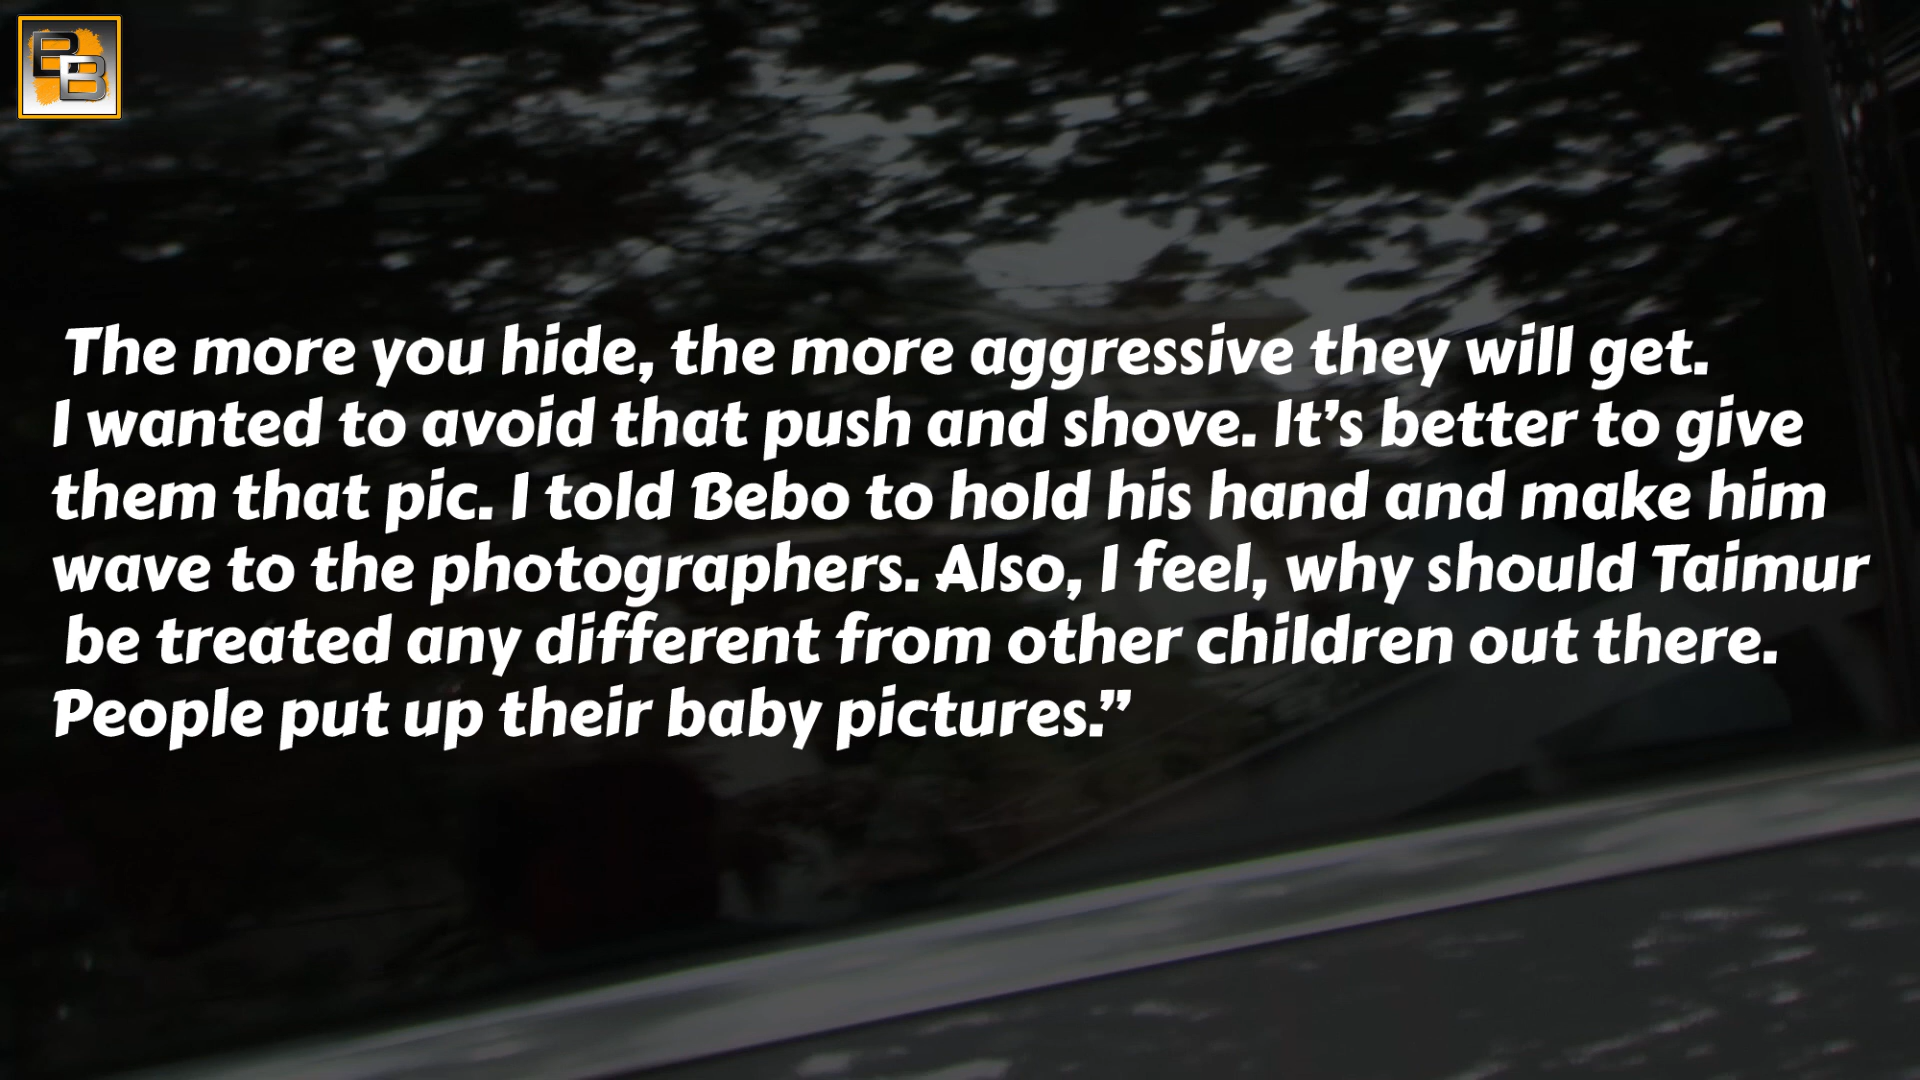 BB
The more you hide, the more aggressive they will get.
I wanted to avoid that push and shove. It’s better to give
them that pic. I told Bebo to hold his hand and make him
wave to the photographers. Also, I feel, why should Taimur
be treated any different from other children out there.
People put up their baby pictures.”